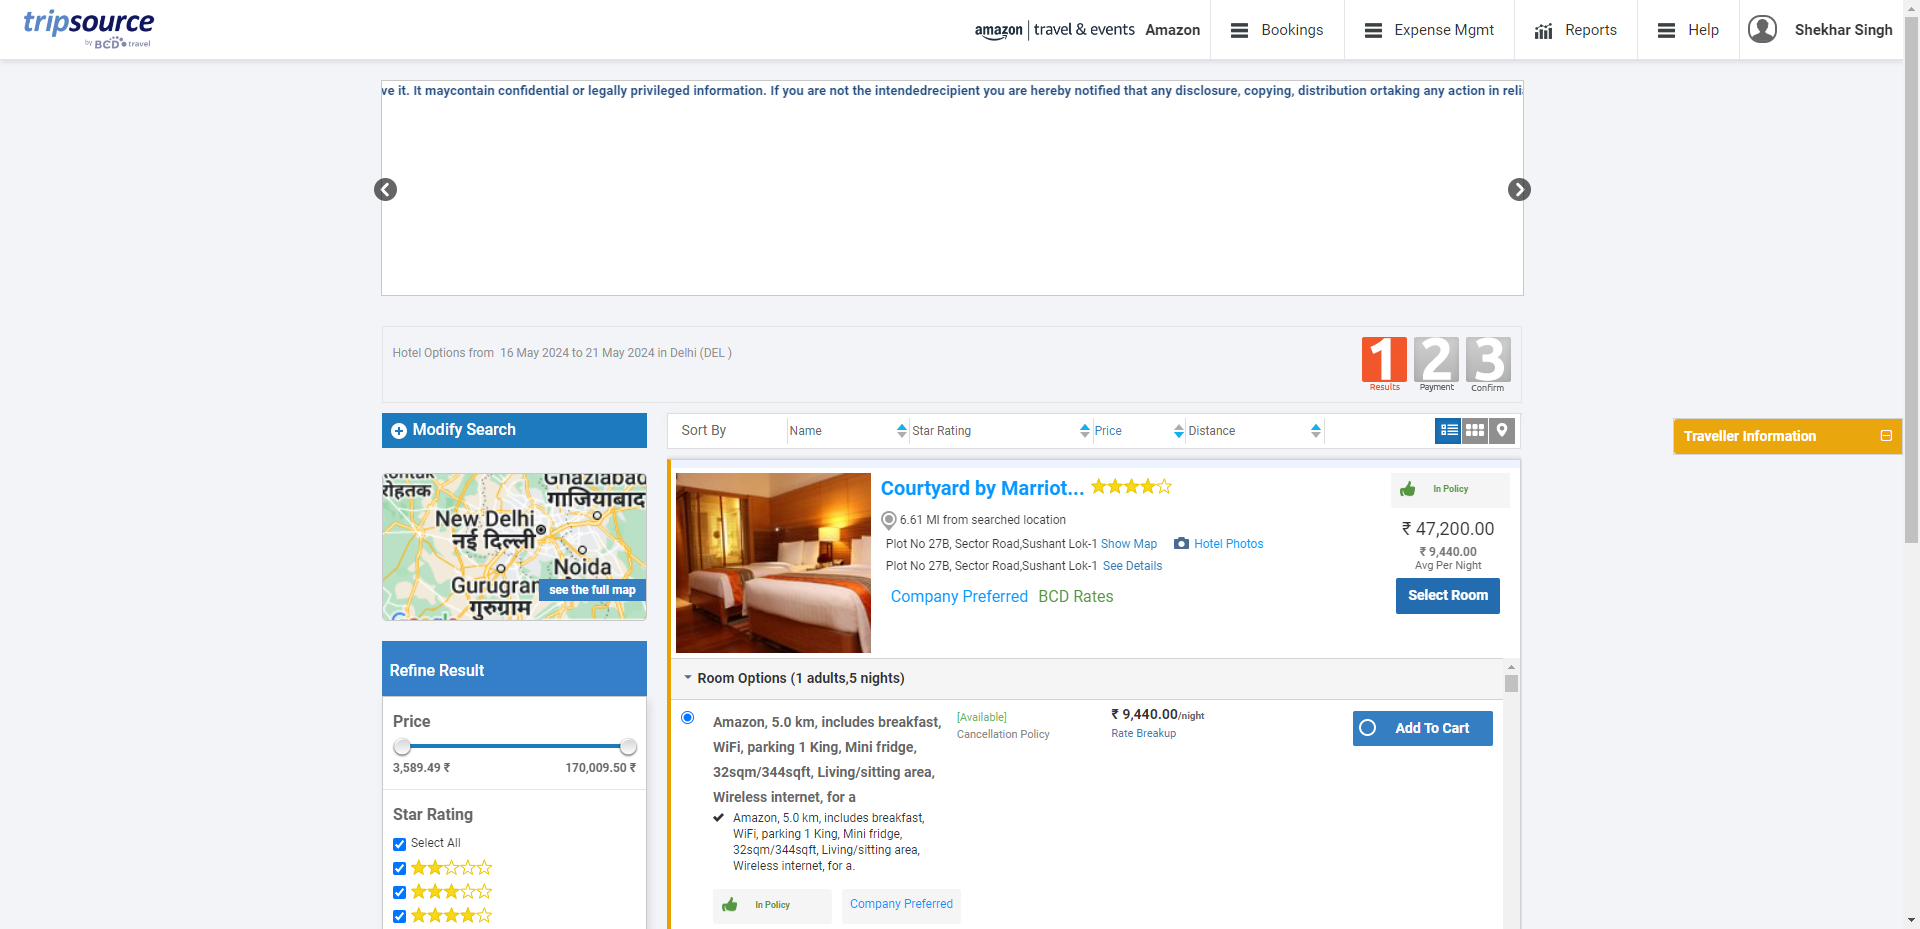 tripsource
by BCD travel
amazon | travel & events Amazon
Bookings
Expense Mgmt
Reports
Help
Shekhar Singh
ve it. It maycontain confidential or legally privileged information. If you are not the intendedrecipient you are hereby notified that any disclosure, copying, distribution ortaking any action in reli
Hotel Options from 16 May 2024 to 21 May 2024 in Delhi (DEL )
1 2 3
Results Payment Confirm
Modify Search
Sort By Name Star Rating Price Distance
Traveller Information
रोहतक
Ghaziabad
गाजियाबाद
New Delhi
नई दिल्ली
Noida
Gurugram
गुरुग्राम
see the full map
Google
Courtyard by Marriot...
6.61 MI from searched location
Plot No 27B, Sector Road,Sushant Lok-1 Show Map Hotel Photos
Plot No 27B, Sector Road,Sushant Lok-1 See Details
Company Preferred BCD Rates
In Policy
₹ 47,200.00
₹ 9,440.00
Avg Per Night
Select Room
Refine Result
Price
3,589.49 ₹ 170,009.50 ₹
Star Rating
Select All
Room Options (1 adults,5 nights)
Amazon, 5.0 km, includes breakfast,
WiFi, parking 1 King, Mini fridge,
32sqm/344sqft, Living/sitting area,
Wireless internet, for a
[Available]
Cancellation Policy
₹ 9,440.00/night
Rate Breakup
Add To Cart
Amazon, 5.0 km, includes breakfast,
WiFi, parking 1 King, Mini fridge,
32sqm/344sqft, Living/sitting area,
Wireless internet, for a.
In Policy
Company Preferred